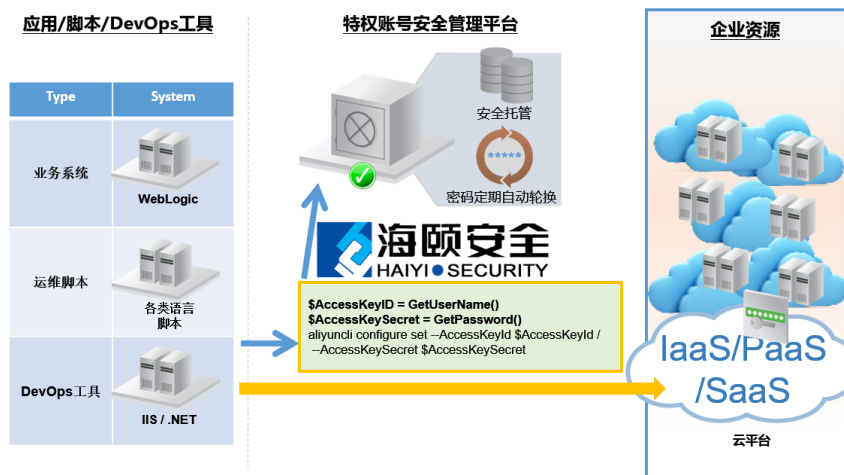 应用/脚本/DevOps工具
Type
System
业务系统
WebLogic
运维脚本
各类语言
脚本
DevOps工具
IIS / .NET
特权账号安全管理平台
安全托管
*****
密码定期自动轮换
海颐安全
HAIYI●SECURITY
$AccessKeyID = GetUserName()
$AccessKeySecret = GetPassword()
aliyuncli configure set --AccessKeyId $AccessKeyId /
--AccessKeySecret $AccessKeySecret
企业资源
IaaS/PaaS
/SaaS
云平台